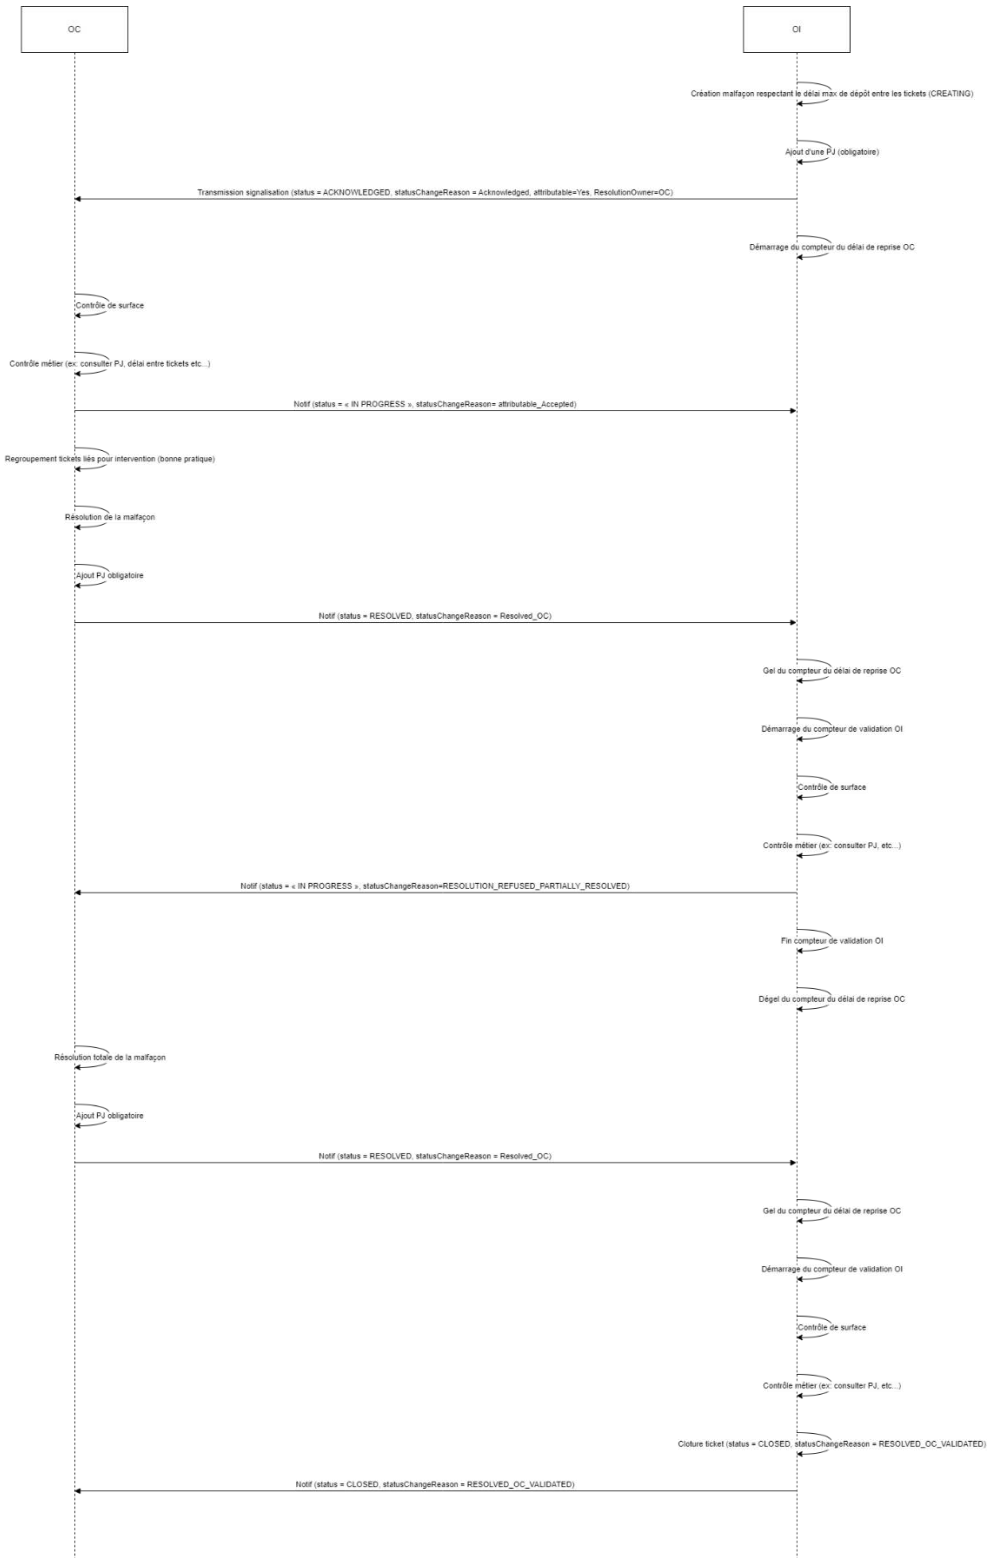 OC
OI
Création malfaçon respectant le délai max de dépôt entre les tickets (CREATING)
Ajout d'une PJ (obligatoire)
Transmission signalisation (status = ACKNOWLEDGED, statusChangeReason = Acknowledged, attributable=Yes, ResolutionOwner=OC)
Démarrage du compteur du délai de reprise OC
Contrôle de surface
Contrôle métier (ex: consulter PJ, délai entre tickets etc...)
Notif (status = « IN PROGRESS », statusChangeReason= attributable_Accepted)
Regroupement tickets liés pour intervention (bonne pratique)
Résolution de la malfaçon
Ajout PJ obligatoire
Notif (status = RESOLVED, statusChangeReason = Resolved_OC)
Gel du compteur du délai de reprise OC
Démarrage du compteur de validation OI
Contrôle de surface
Contrôle métier (ex: consulter PJ, etc...)
Notif (status = « IN PROGRESS », statusChangeReason=RESOLUTION_REFUSED_PARTIALLY_RESOLVED)
Fin compteur de validation OI
Dégel du compteur du délai de reprise OC
Résolution totale de la malfaçon
Ajout PJ obligatoire
Notif (status = RESOLVED, statusChangeReason = Resolved_OC)
Gel du compteur du délai de reprise OC
Démarrage du compteur de validation OI
Contrôle de surface
Contrôle métier (ex: consulter PJ, etc...)
Cloture ticket (status = CLOSED, statusChangeReason = RESOLVED_OC_VALIDATED)
Notif (status = CLOSED, statusChangeReason = RESOLVED_OC_VALIDATED)